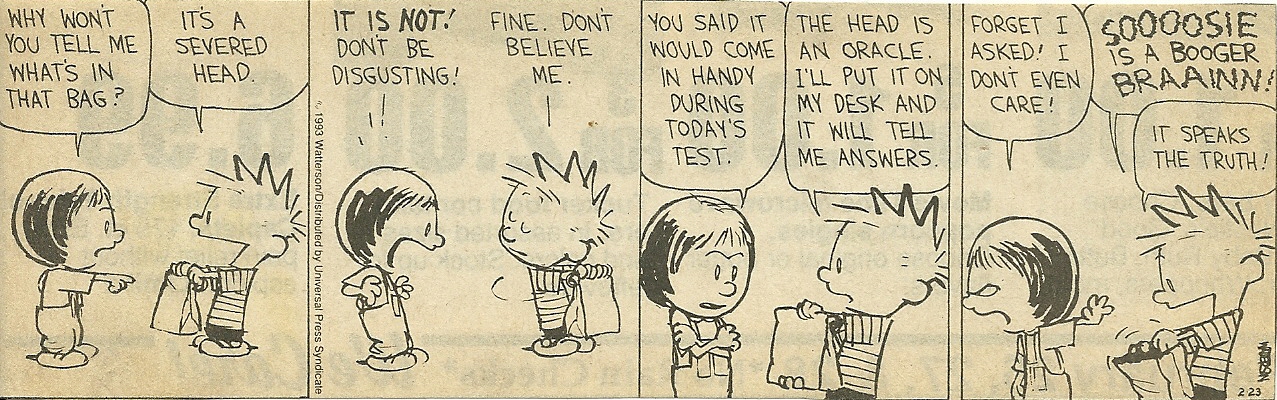 WHY WON'T
YOU TELL ME
WHAT'S IN
THAT BAG?
IT'S A
SEVERED
HEAD.
IT IS NOT!
DON'T BE
DISGUSTING!
FINE. DON'T
BELIEVE
ME.
© 1993 Watterson/Distributed by Universal Press Syndicate
YOU SAID IT
WOULD COME
IN HANDY
DURING
TODAY'S
TEST.
THE HEAD IS
AN ORACLE.
I'LL PUT IT ON
MY DESK AND
IT WILL TELL
ME ANSWERS.
FORGET I
ASKED! I
DON'T EVEN
CARE!
SOOOOSIE
IS A BOOGER
BRAAINN!
IT SPEAKS
THE TRUTH!
WATTERSON
2-23